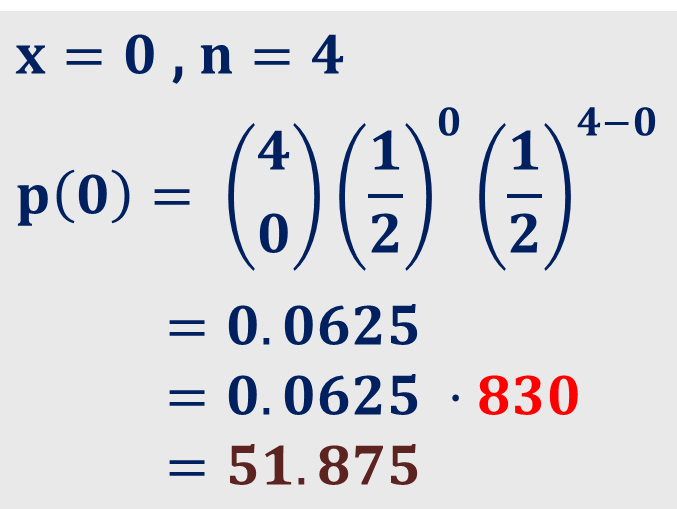 x = 0 , n = 4
p(0) = (4 0) (1/2)^0 (1/2)^4−0
= 0.0625
= 0.0625 · 830
= 51.875